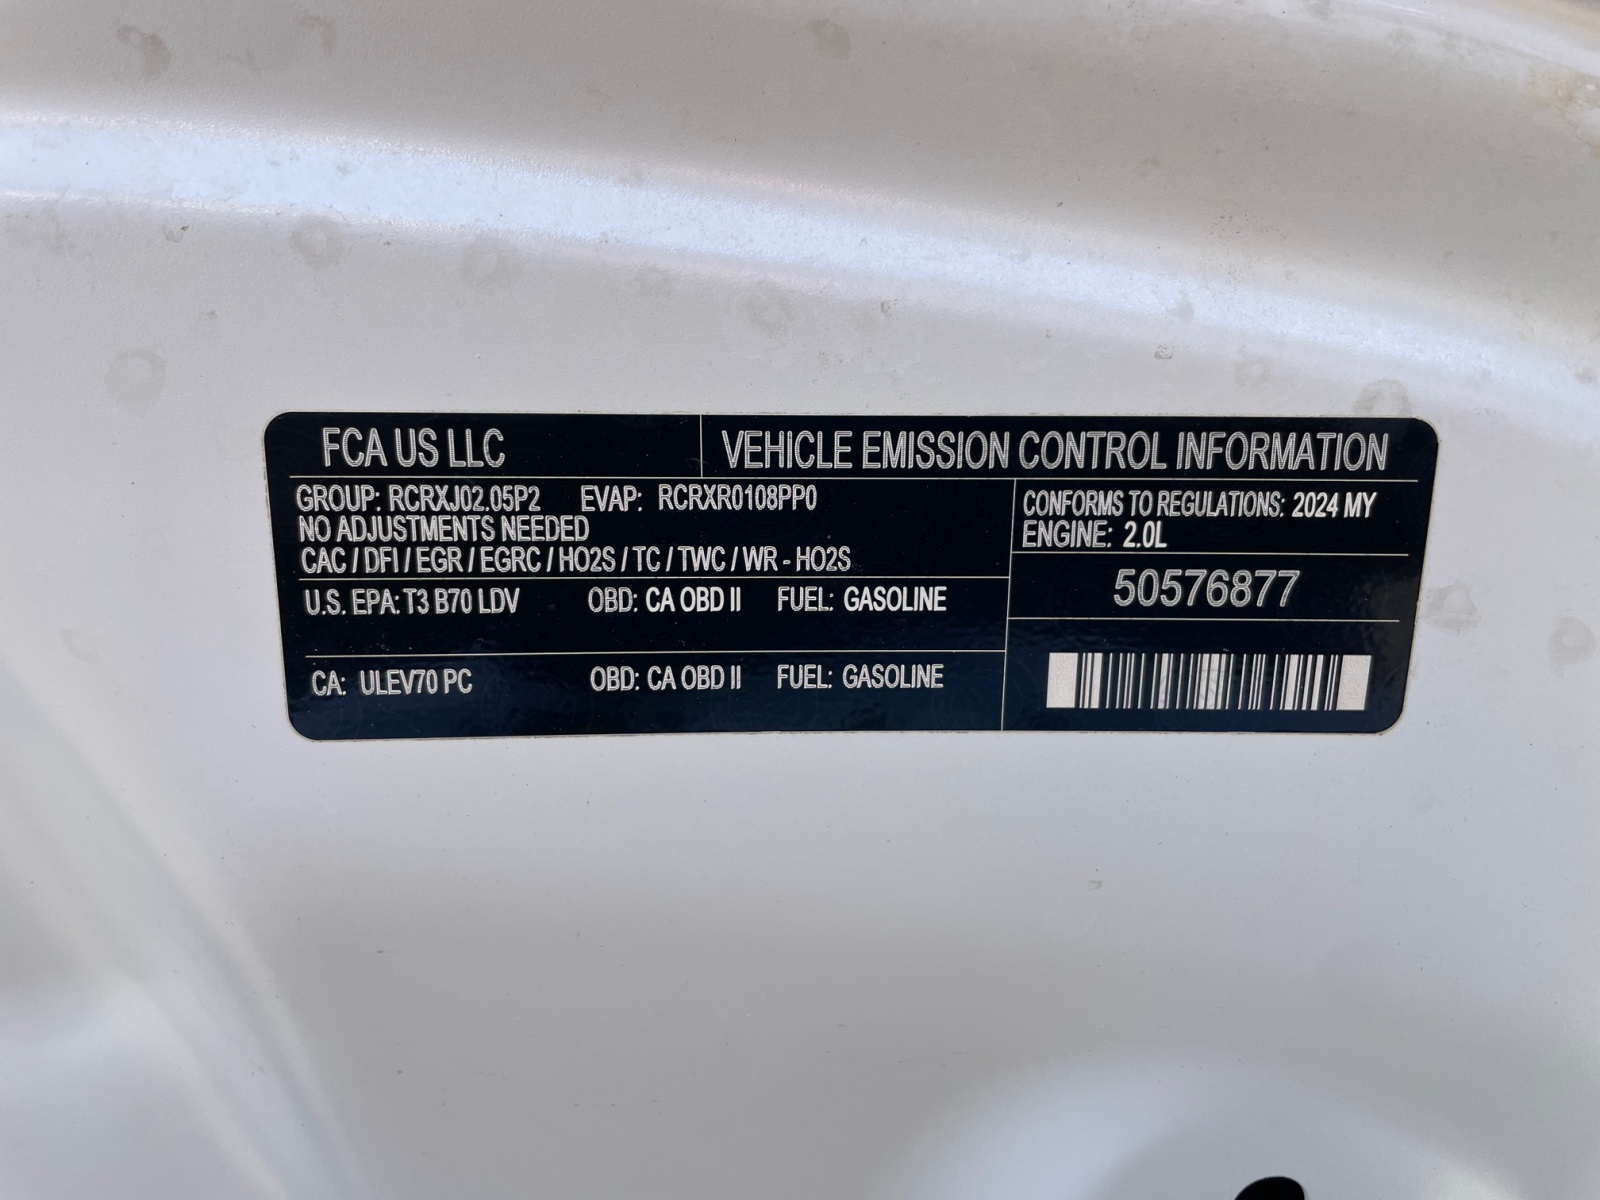 FCA US LLC
VEHICLE EMISSION CONTROL INFORMATION
GROUP: RCRXJ02.05P2 EVAP: RCRXR0108PP0
NO ADJUSTMENTS NEEDED
CAC / DFI / EGR / EGRC / HO2S / TC / TWC / WR - HO2S
U.S. EPA: T3 B70 LDV OBD: CA OBD II FUEL: GASOLINE
CA: ULEV70 PC OBD: CA OBD II FUEL: GASOLINE
CONFORMS TO REGULATIONS: 2024 MY
ENGINE: 2.0L
50576877